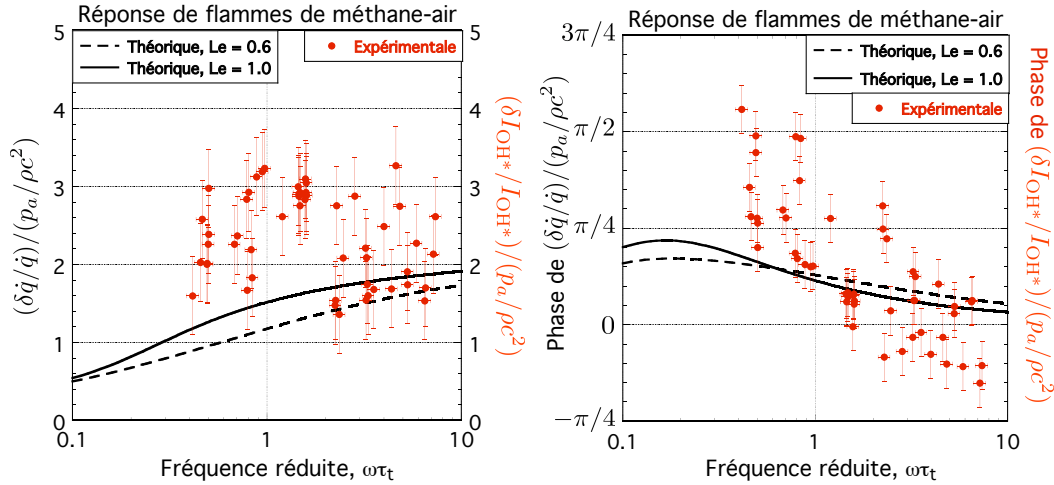 Réponse de flammes de méthane-air
5
4
3
2
1
0
(δq̇/q̇)/(pₐ/ρc²)
Théorique, Le = 0.6
Théorique, Le = 1.0
Expérimentale
5
4
3
2
1
0
(δI_OH*/I_OH*)/(pₐ/ρc²)
0.1
1
10
Fréquence réduite, ωτₜ
Réponse de flammes de méthane-air
3π/4
π/2
π/4
0
−π/4
Phase de (δq̇/q̇)/(pₐ/ρc²)
Théorique, Le = 0.6
Théorique, Le = 1.0
Expérimentale
Phase de (δI_OH*/I_OH*)/(pₐ/ρc²)
0.1
1
10
Fréquence réduite, ωτₜ